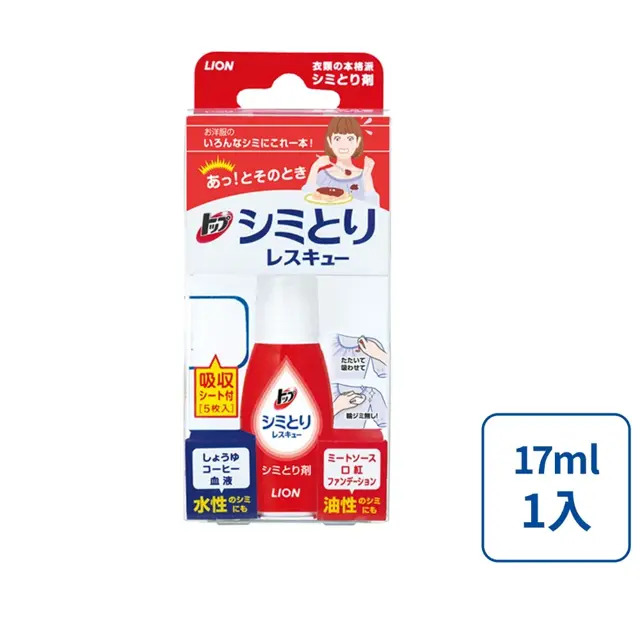 LION
衣類の本格派
シミとり剤
お洋服の
いろんなシミにこれ一本!
あっ!とそのとき
トップ
シミとり
レスキュー
吸収
シート付
[5枚入]
たたいて
吸わせて
輪ジミ無し!
トップ
シミとり
レスキュー
シミとり剤
LION
しょうゆ
コーヒー
血液
水性のシミ
にも
ミートソース
口紅
ファンデーション
油性のシミ
にも
17ml
1入